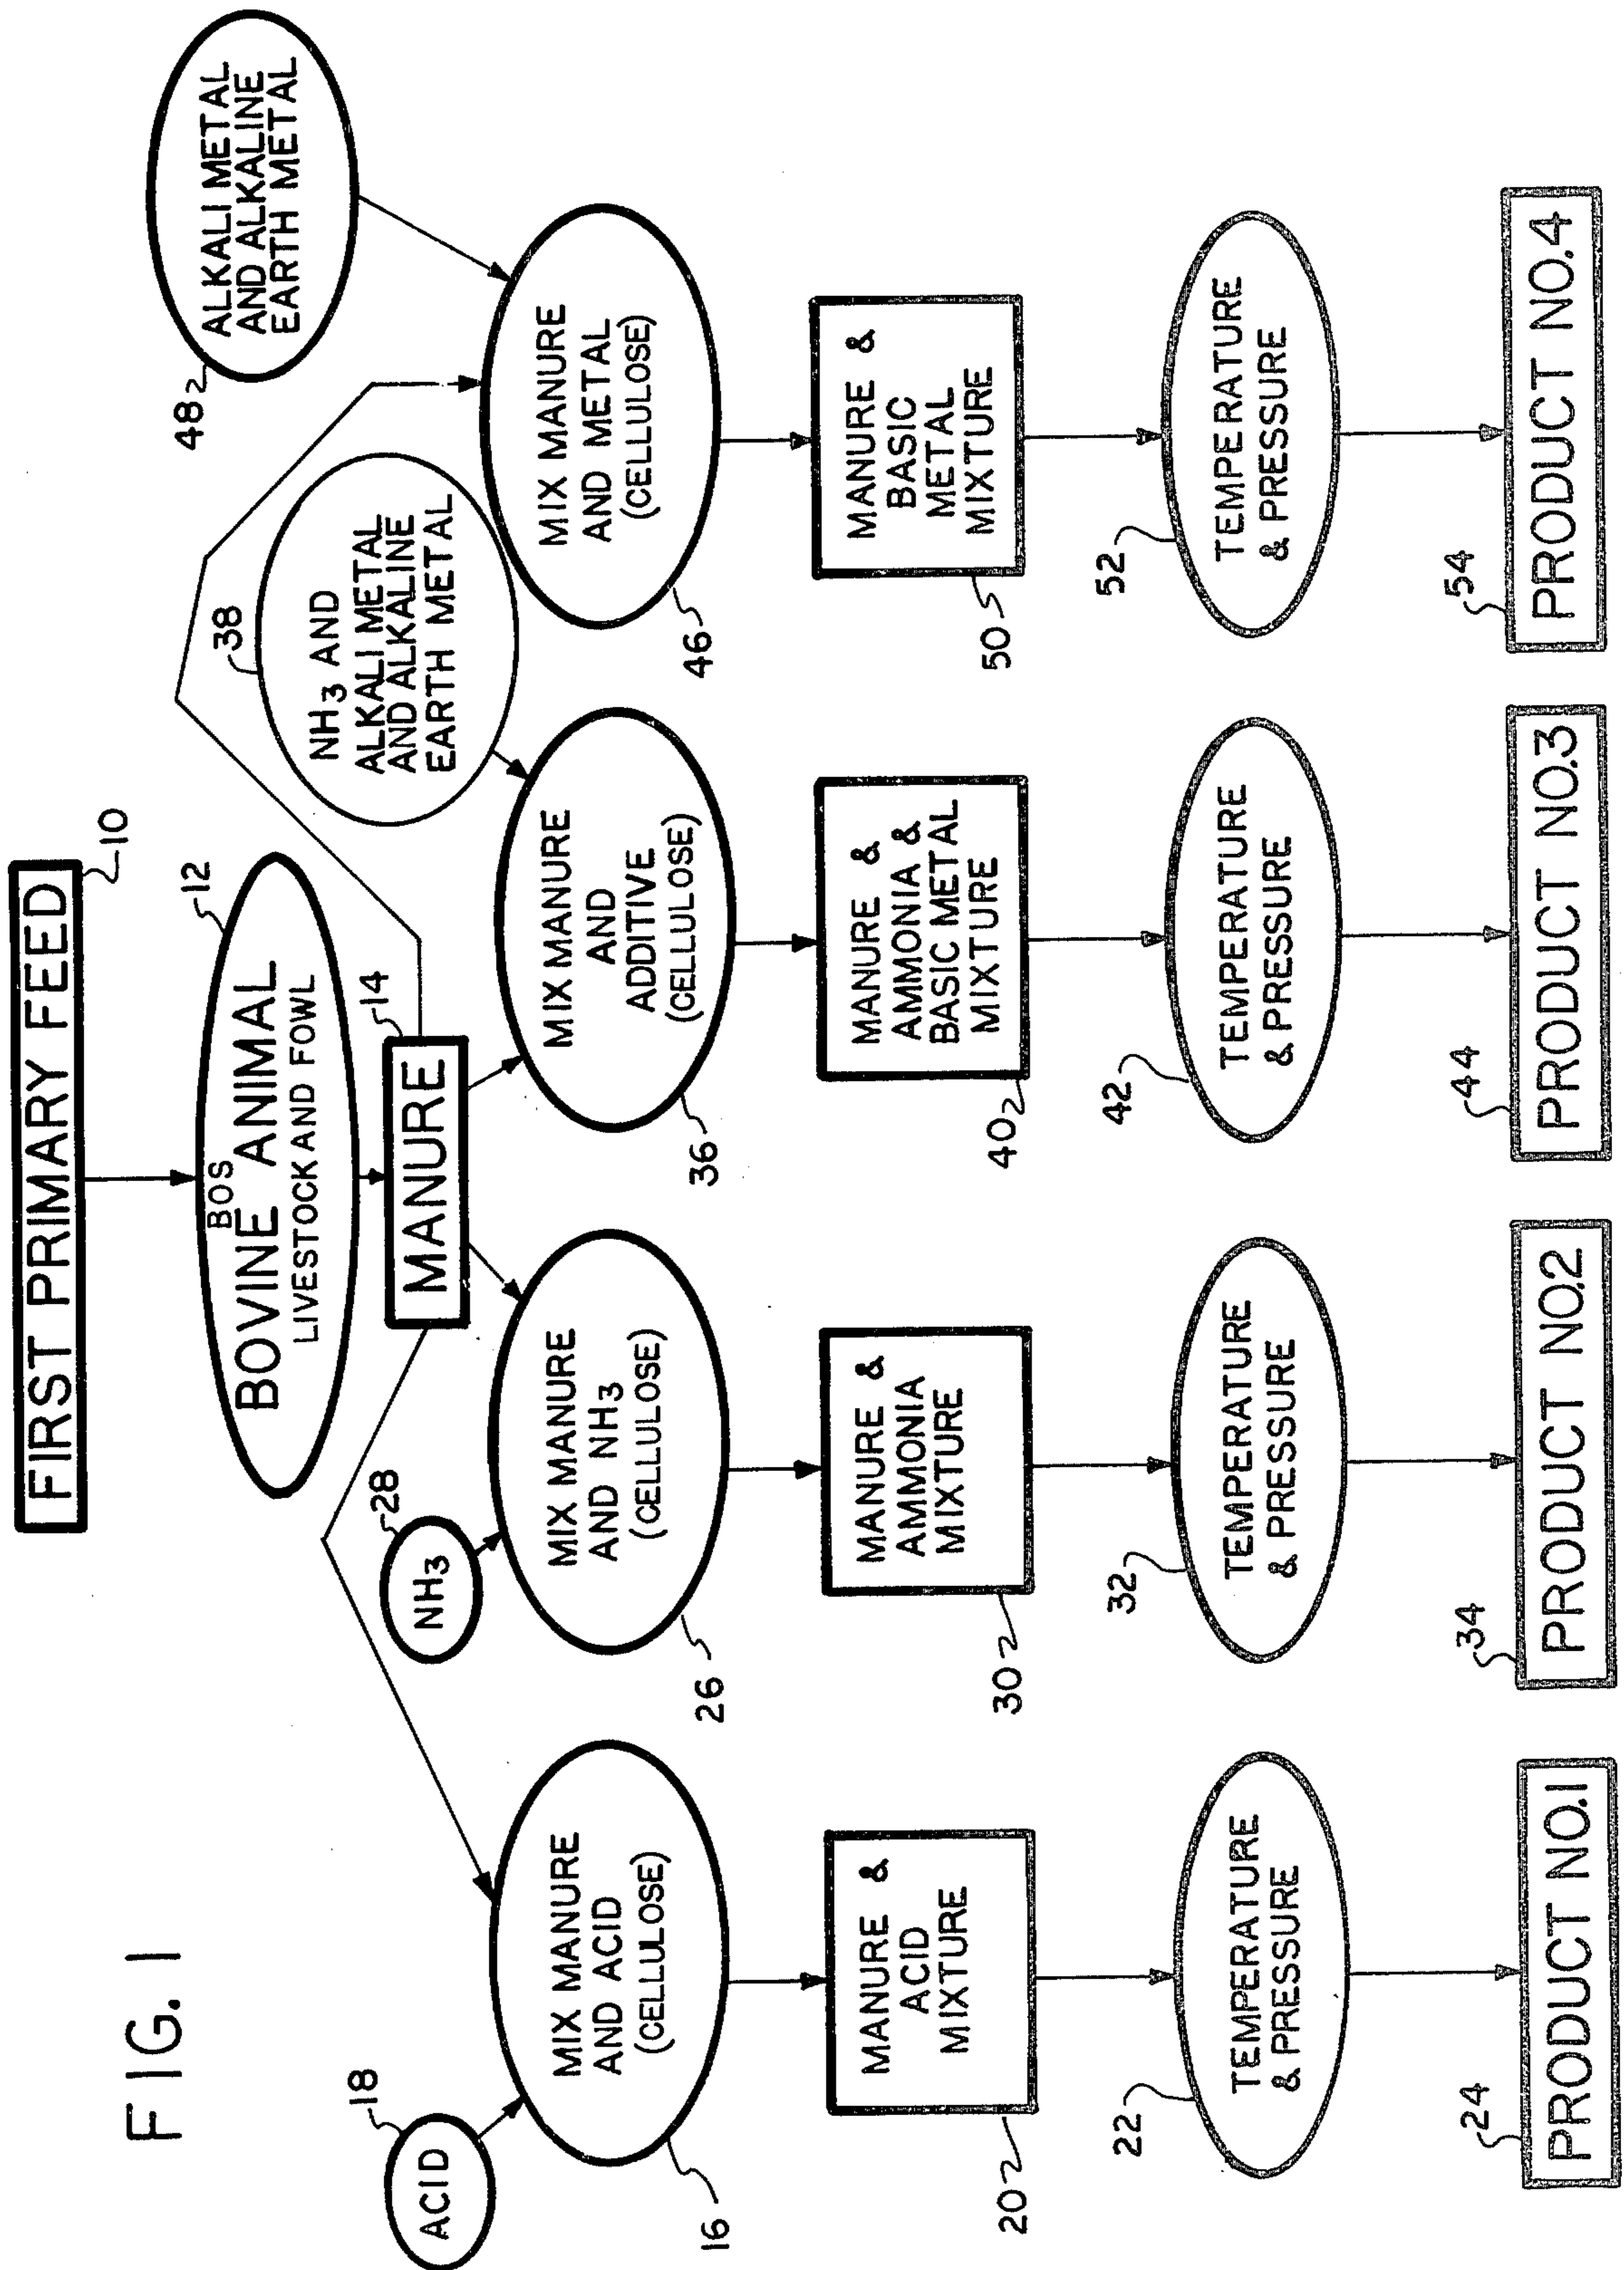 FIG. 1
FIRST PRIMARY FEED
10
12
BOS
BOVINE ANIMAL
LIVESTOCK AND FOWL
14
MANURE
18
ACID
28
NH3
38
NH3 AND
ALKALI METAL
AND ALKALINE
EARTH METAL
48
ALKALI METAL
AND ALKALINE
EARTH METAL
MIX MANURE
AND ACID
(CELLULOSE)
16
MIX MANURE
AND NH3
(CELLULOSE)
26
MIX MANURE
AND
ADDITIVE
(CELLULOSE)
36
MIX MANURE
AND METAL
(CELLULOSE)
46
MANURE &
ACID
MIXTURE
20
MANURE &
AMMONIA
MIXTURE
30
MANURE &
AMMONIA &
BASIC METAL
MIXTURE
40
MANURE &
BASIC
METAL
MIXTURE
50
22
TEMPERATURE
& PRESSURE
32
TEMPERATURE
& PRESSURE
42
TEMPERATURE
& PRESSURE
52
TEMPERATURE
& PRESSURE
24
PRODUCT NO.1
34
PRODUCT NO.2
44
PRODUCT NO.3
54
PRODUCT NO.4